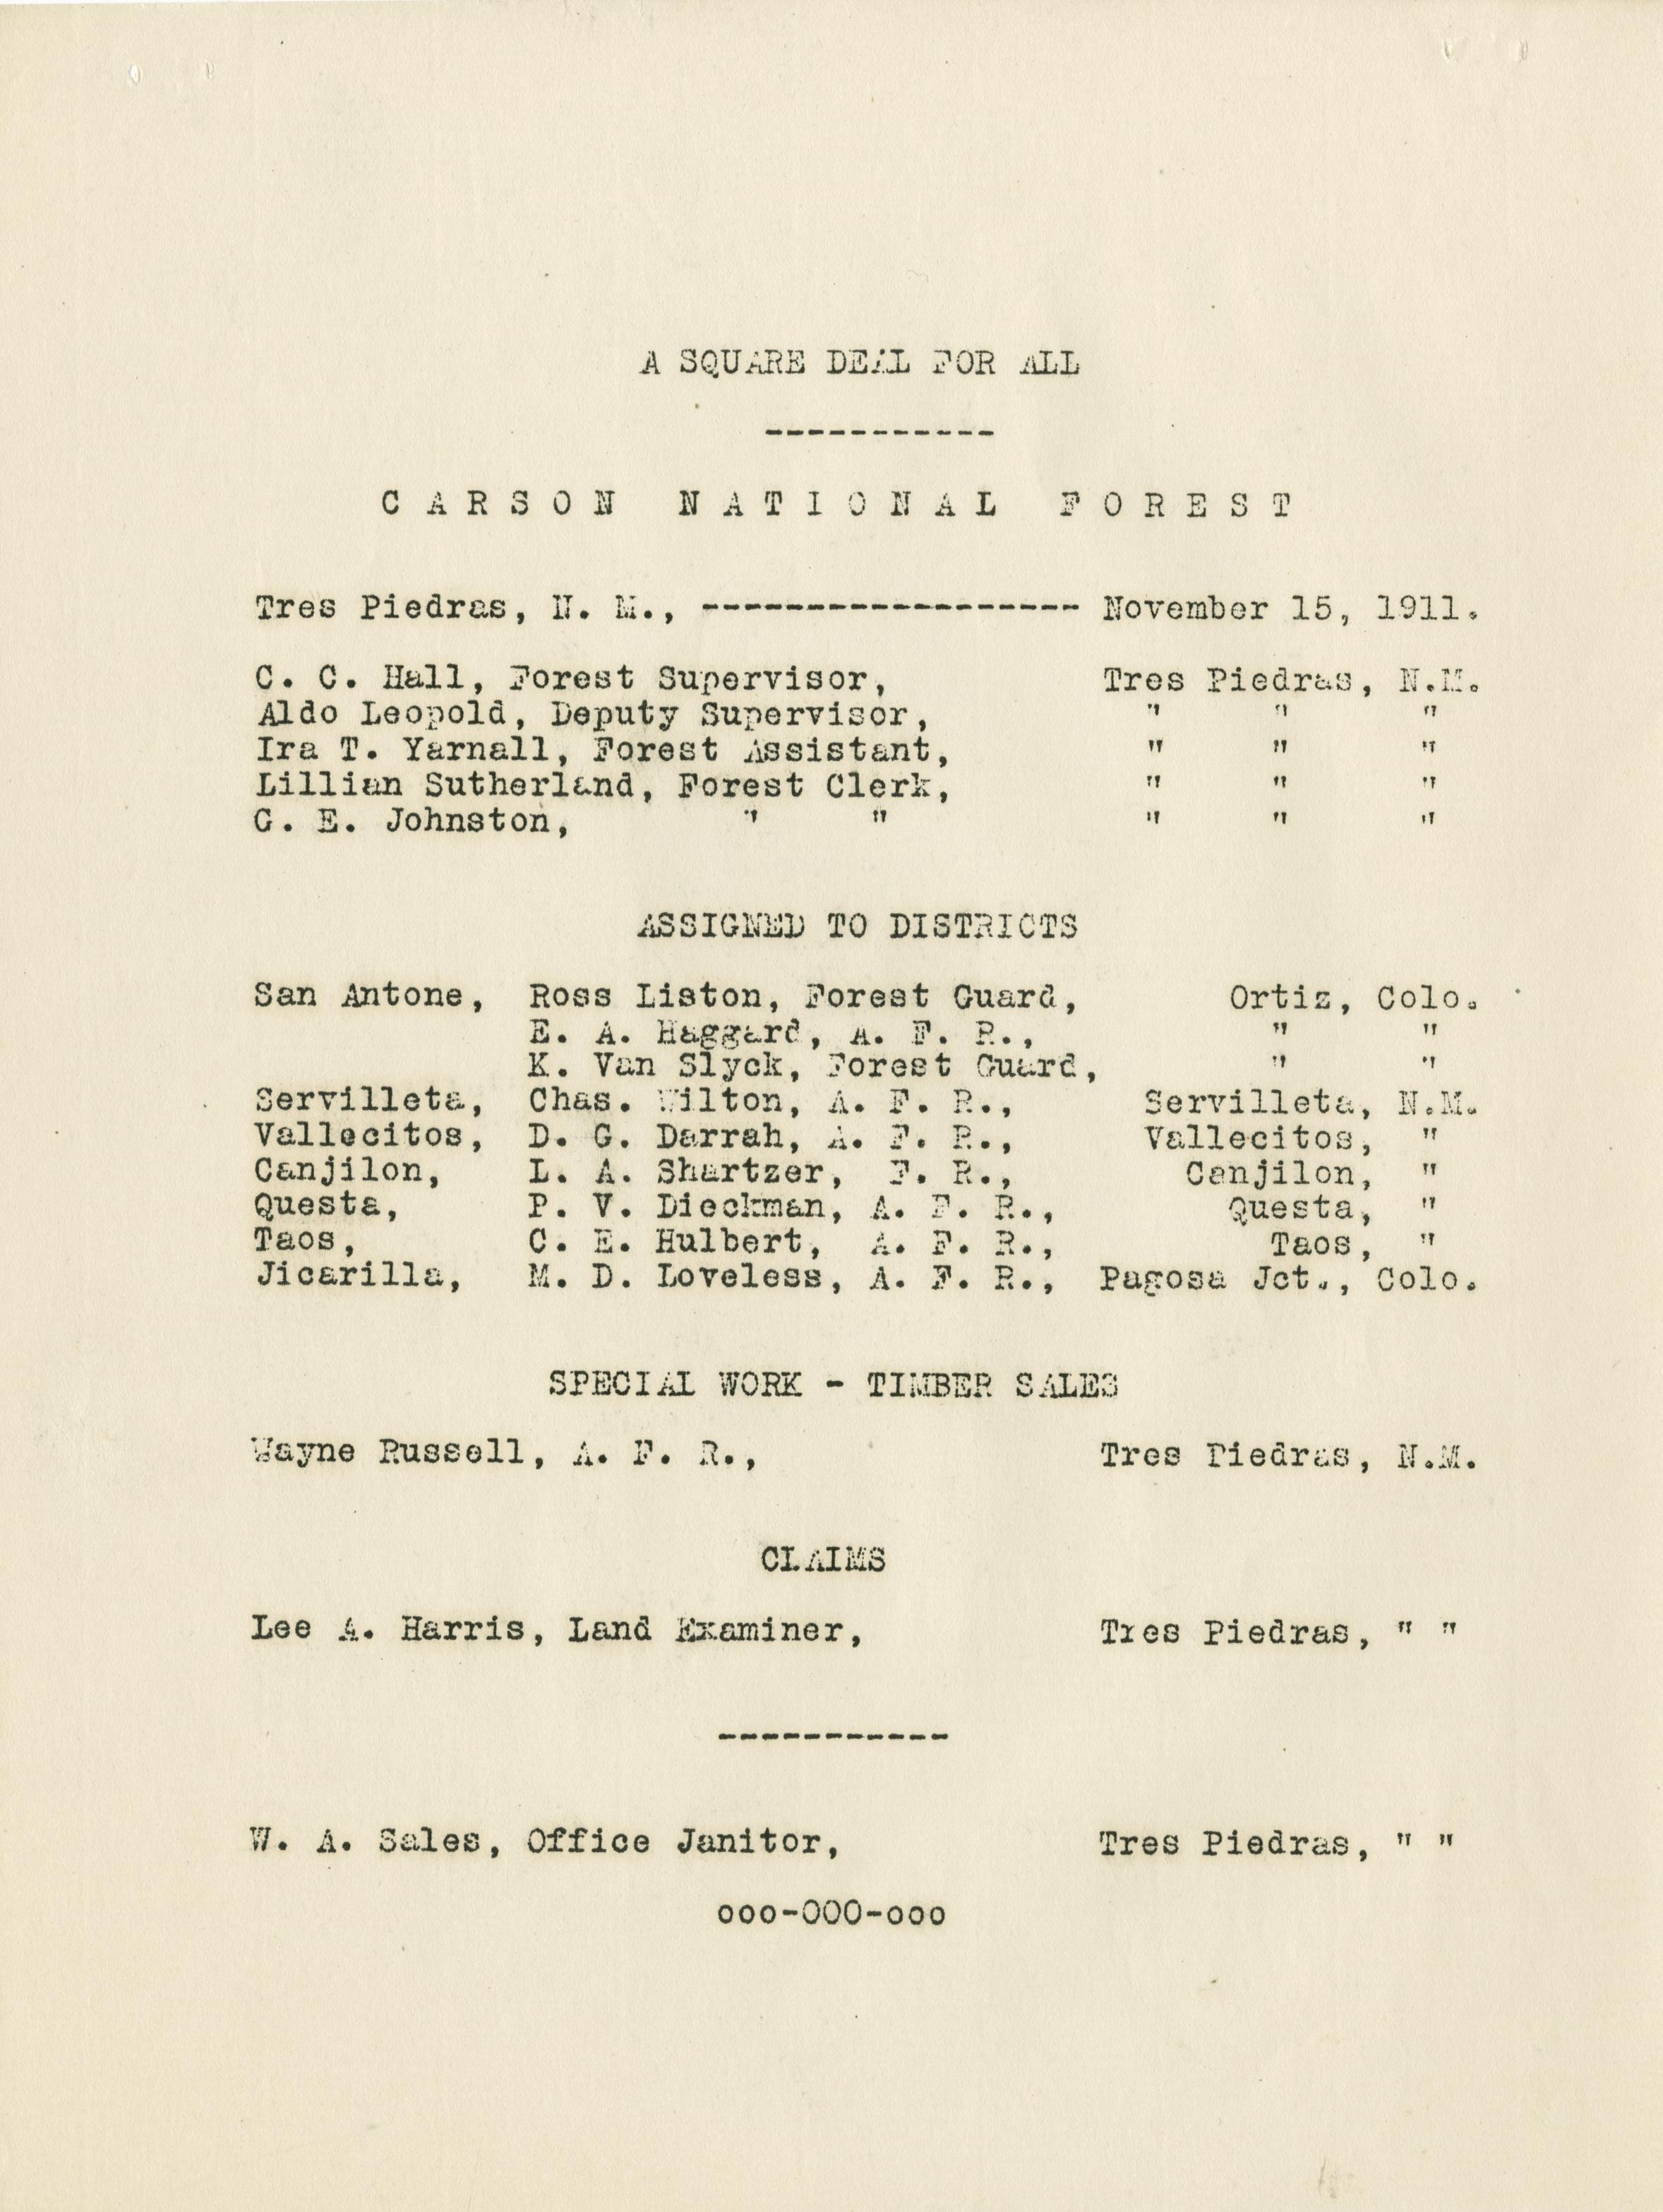 A SQUARE DEAL FOR ALL
-----------
C A R S O N   N A T I O N A L   F O R E S T
Tres Piedras, N. M., ------------------ November 15, 1911.
C. C. Hall, Forest Supervisor, Tres Piedras, N.M.
Aldo Leopold, Deputy Supervisor, " " "
Ira T. Yarnall, Forest Assistant, " " "
Lillian Sutherland, Forest Clerk, " " "
G. E. Johnston, " " " " "
ASSIGNED TO DISTRICTS
San Antone, Ross Liston, Forest Guard, Ortiz, Colo.
E. A. Haggard, A. F. R., " "
K. Van Slyck, Forest Guard, " "
Servilleta, Chas. Wilton, A. F. R., Servilleta, N.M.
Vallecitos, D. G. Darrah, A. F. R., Vallecitos, "
Canjilon, L. A. Shartzer, F. R., Canjilon, "
Questa, P. V. Dieckman, A. F. R., Questa, "
Taos, C. E. Hulbert, A. F. R., Taos, "
Jicarilla, M. D. Loveless, A. F. R., Pagosa Jct., Colo.
SPECIAL WORK - TIMBER SALES
Wayne Russell, A. F. R., Tres Piedras, N.M.
CLAIMS
Lee A. Harris, Land Examiner, Tres Piedras, " "
-----------
W. A. Sales, Office Janitor, Tres Piedras, " "
ooo-OOO-ooo